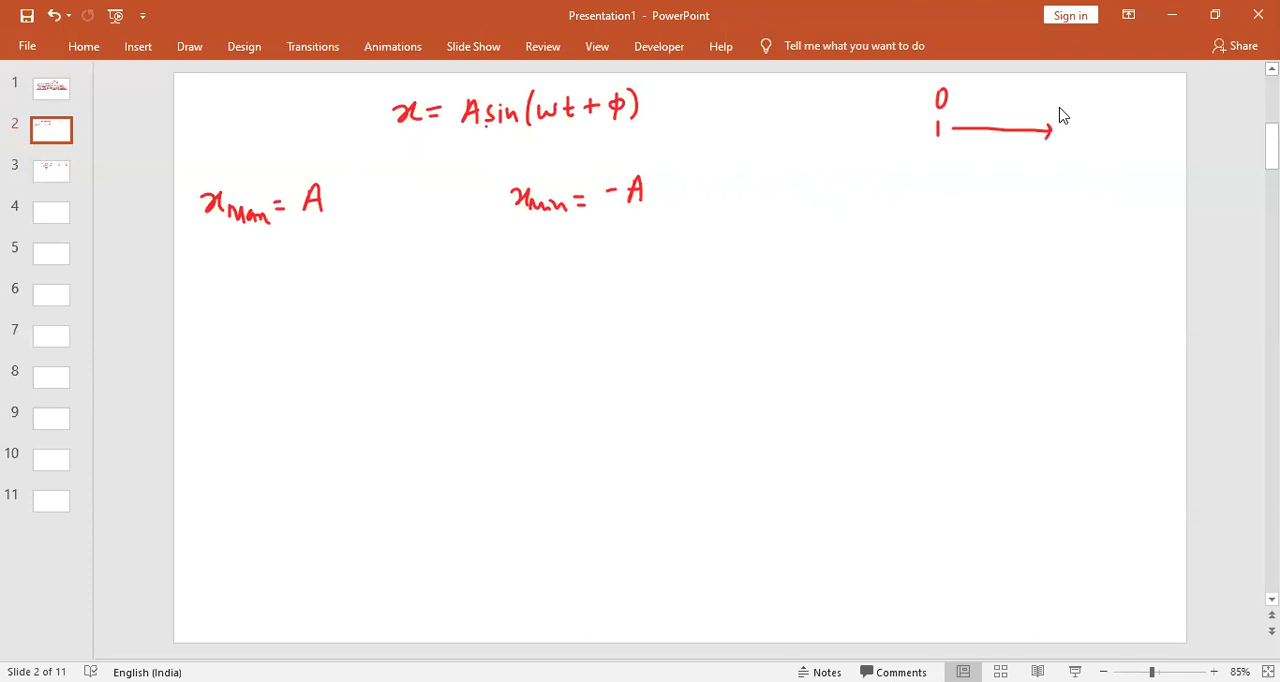 Presentation1 - PowerPoint
Sign in
File Home Insert Draw Design Transitions Animations Slide Show Review View Developer Help Tell me what you want to do Share
1
2
3
4
5
6
7
8
9
10
11
x = A sin(ωt + φ)
0
x_Max = A
x_Min = -A
Slide 2 of 11 English (India) Notes Comments 85%